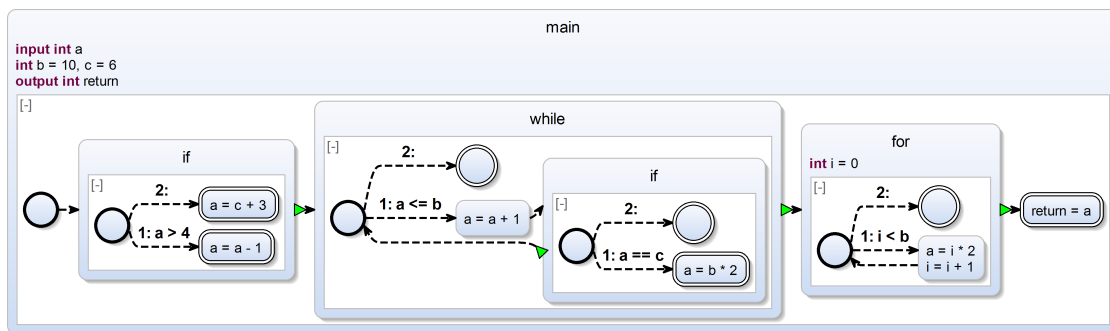 main
input int a
int b = 10, c = 6
output int return
[-]
if
[-]
2:
a = c + 3
1: a > 4
a = a - 1
while
[-]
2:
1: a <= b
a = a + 1
if
[-]
2:
1: a == c
a = b * 2
for
int i = 0
[-]
2:
1: i < b
a = i * 2
i = i + 1
return = a